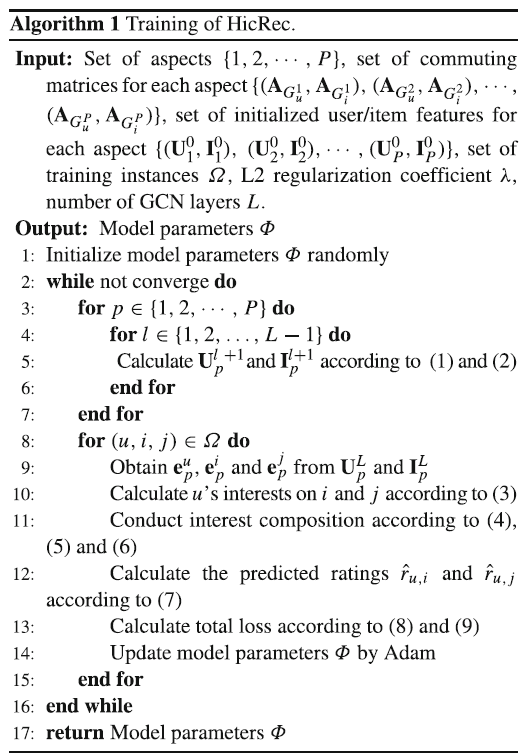 Algorithm 1 Training of HicRec.
Input: Set of aspects {1, 2, ⋯ , P}, set of commuting
matrices for each aspect {(A_{G_u^1}, A_{G_i^1}), (A_{G_u^2}, A_{G_i^2}), ⋯ ,
(A_{G_u^P}, A_{G_i^P})}, set of initialized user/item features for
each aspect {(U_1^0, I_1^0), (U_2^0, I_2^0), ⋯ , (U_P^0, I_P^0)}, set of
training instances Ω, L2 regularization coefficient λ,
number of GCN layers L.
Output: Model parameters Φ
1: Initialize model parameters Φ randomly
2: while not converge do
3: for p ∈ {1, 2, ⋯ , P} do
4: for l ∈ {1, 2, ..., L − 1} do
5: Calculate U_p^{l+1} and I_p^{l+1} according to (1) and (2)
6: end for
7: end for
8: for (u, i, j) ∈ Ω do
9: Obtain e_p^u, e_p^i and e_p^j from U_p^L and I_p^L
10: Calculate u's interests on i and j according to (3)
11: Conduct interest composition according to (4),
(5) and (6)
12: Calculate the predicted ratings r̂_{u,i} and r̂_{u,j}
according to (7)
13: Calculate total loss according to (8) and (9)
14: Update model parameters Φ by Adam
15: end for
16: end while
17: return Model parameters Φ